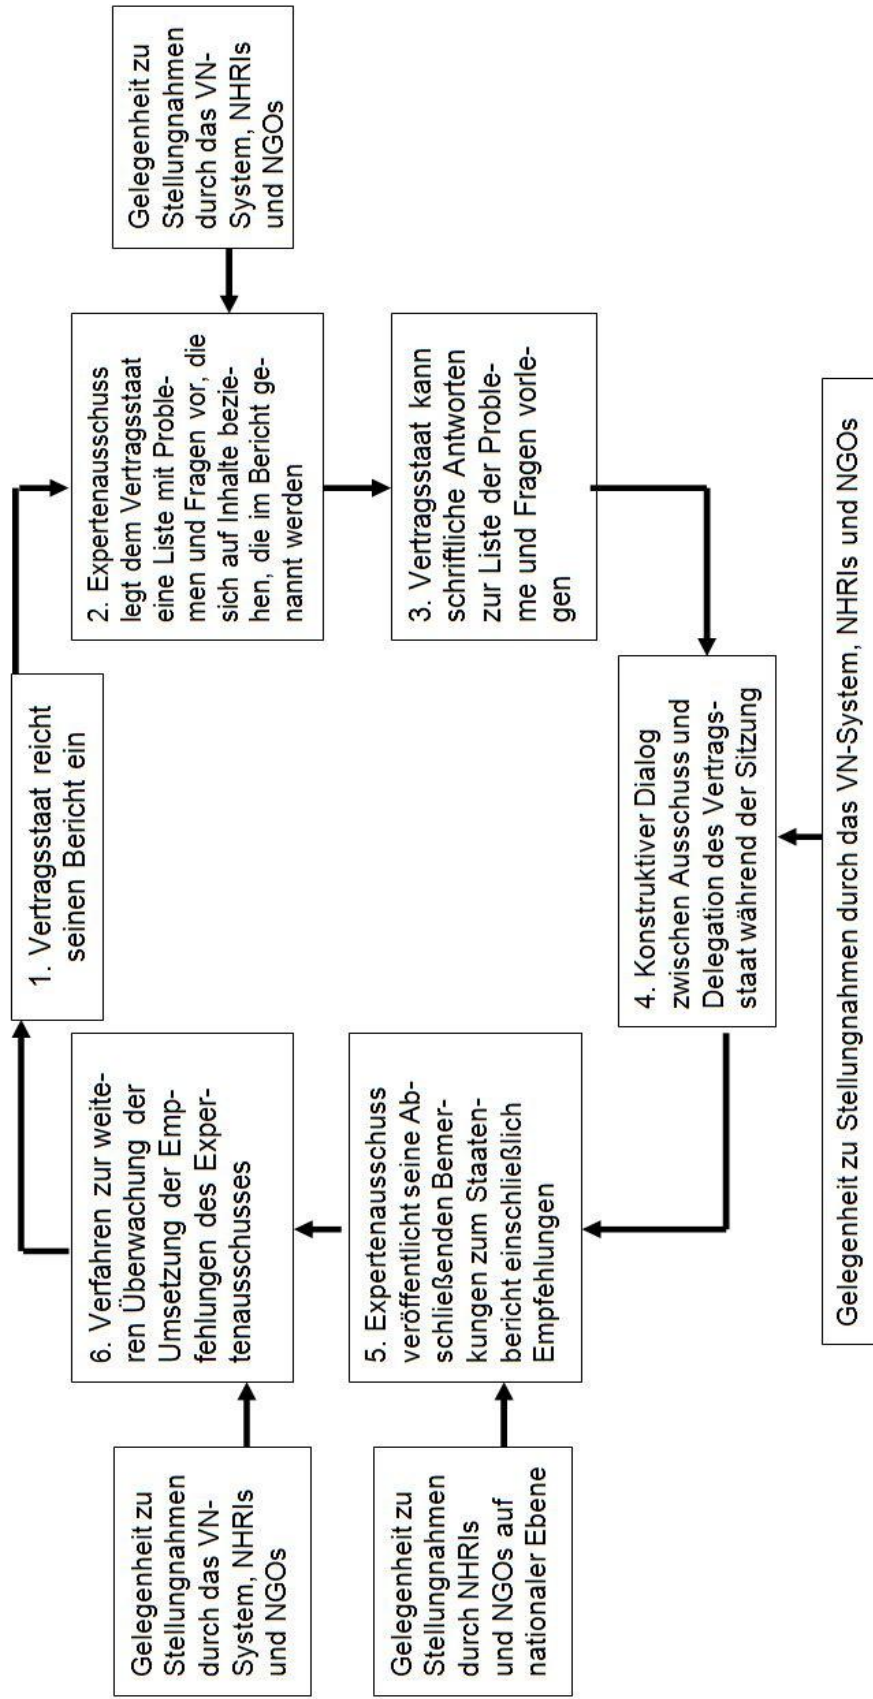 1. Vertragsstaat reicht
seinen Bericht ein
Gelegenheit zu
Stellungnahmen
durch das VN-
System, NHRIs
und NGOs
2. Expertenausschuss
legt dem Vertragsstaat
eine Liste mit Proble-
men und Fragen vor, die
sich auf Inhalte bezie-
hen, die im Bericht ge-
nannt werden
3. Vertragsstaat kann
schriftliche Antworten
zur Liste der Proble-
me und Fragen vorle-
gen
4. Konstruktiver Dialog
zwischen Ausschuss und
Delegation des Vertrags-
staat während der Sitzung
Gelegenheit zu Stellungnahmen durch das VN-System, NHRIs und NGOs
5. Expertenausschuss
veröffentlicht seine Ab-
schließenden Bemer-
kungen zum Staaten-
bericht einschließlich
Empfehlungen
Gelegenheit zu
Stellungnahmen
durch NHRIs
und NGOs auf
nationaler Ebene
6. Verfahren zur weite-
ren Überwachung der
Umsetzung der Emp-
fehlungen des Exper-
tenausschusses
Gelegenheit zu
Stellungnahmen
durch das VN-
System, NHRIs
und NGOs